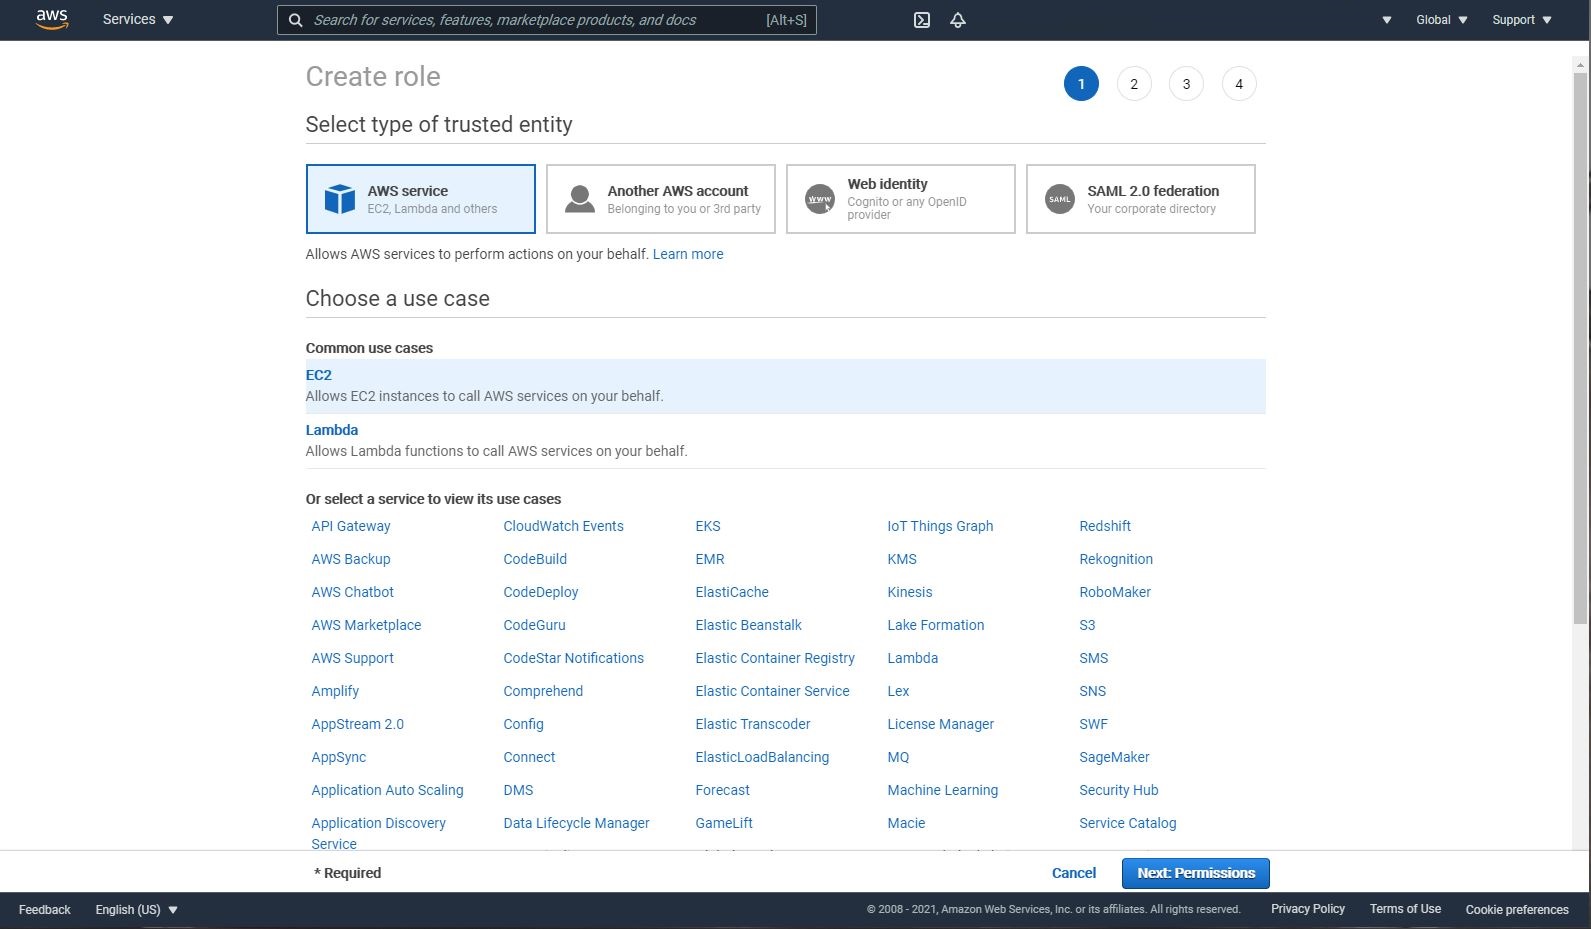 aws Services Search for services, features, marketplace products, and docs [Alt+S] Global Support
Create role 1 2 3 4
Select type of trusted entity
AWS service
EC2, Lambda and others
Another AWS account
Belonging to you or 3rd party
www
Web identity
Cognito or any OpenID
provider
SAML
SAML 2.0 federation
Your corporate directory
Allows AWS services to perform actions on your behalf. Learn more
Choose a use case
Common use cases
EC2
Allows EC2 instances to call AWS services on your behalf.
Lambda
Allows Lambda functions to call AWS services on your behalf.
Or select a service to view its use cases
API Gateway CloudWatch Events EKS IoT Things Graph Redshift
AWS Backup CodeBuild EMR KMS Rekognition
AWS Chatbot CodeDeploy ElastiCache Kinesis RoboMaker
AWS Marketplace CodeGuru Elastic Beanstalk Lake Formation S3
AWS Support CodeStar Notifications Elastic Container Registry Lambda SMS
Amplify Comprehend Elastic Container Service Lex SNS
AppStream 2.0 Config Elastic Transcoder License Manager SWF
AppSync Connect ElasticLoadBalancing MQ SageMaker
Application Auto Scaling DMS Forecast Machine Learning Security Hub
Application Discovery Data Lifecycle Manager GameLift Macie Service Catalog
Service
* Required Cancel Next: Permissions
Feedback English (US) © 2008 - 2021, Amazon Web Services, Inc. or its affiliates. All rights reserved. Privacy Policy Terms of Use Cookie preferences